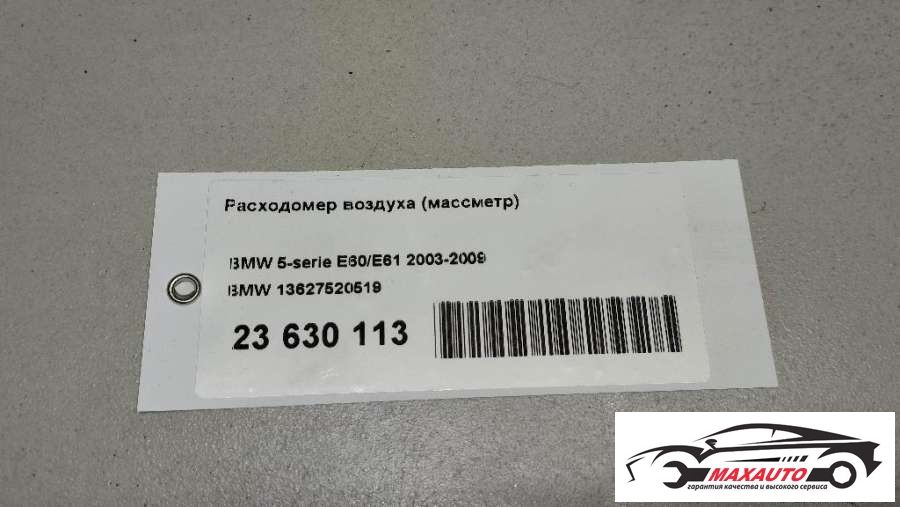 Расходомер воздуха (массметр)
BMW 5-serie E60/E61 2003-2009
BMW 13627520519
23 630 113
MAXAUTO
гарантия качества и высокого сервиса